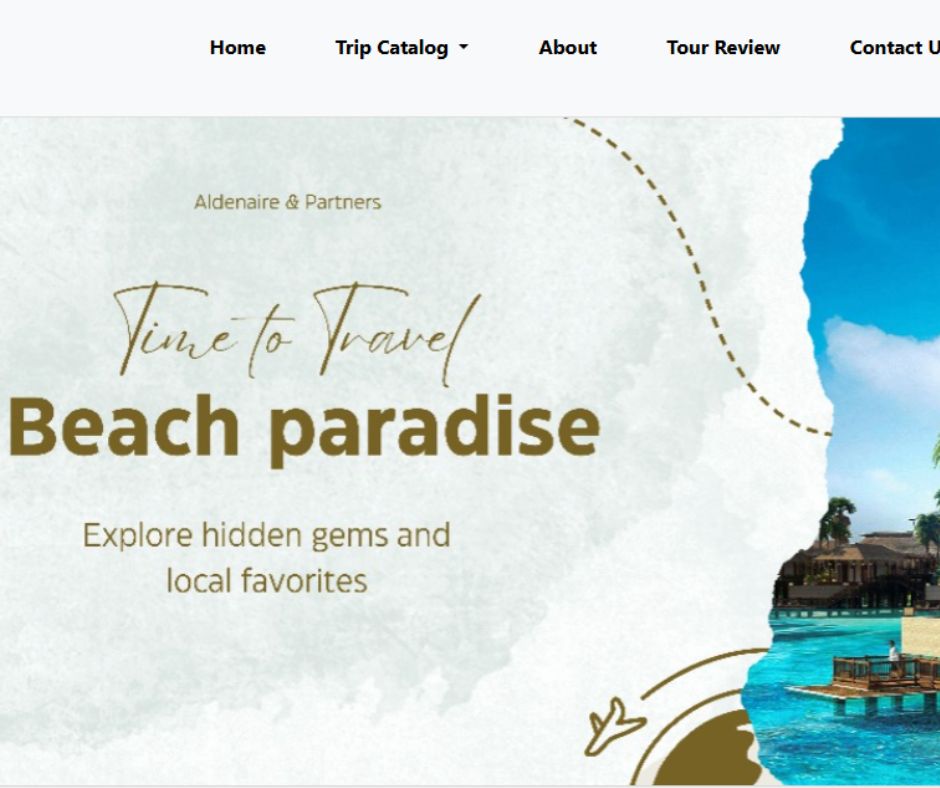 Home Trip Catalog About Tour Review Contact U
Aldenaire & Partners
Time to Travel
Beach paradise
Explore hidden gems and
local favorites